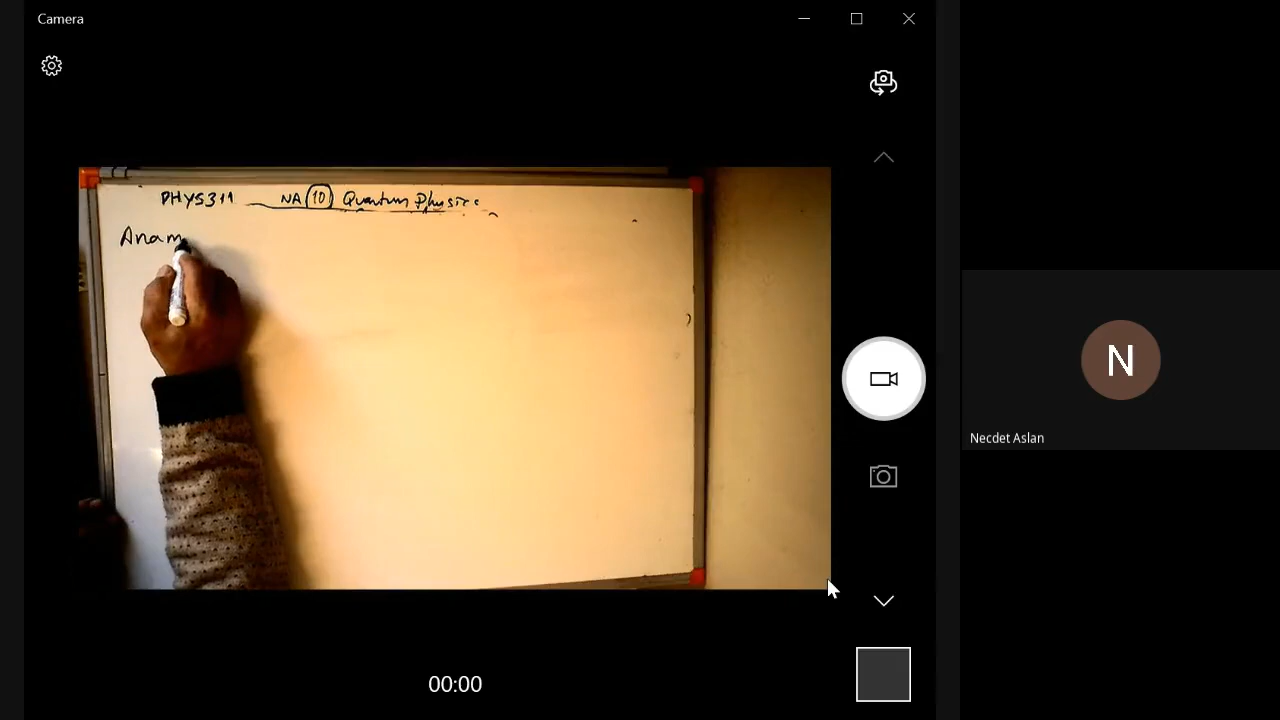 Camera
PHYS311 NA 10 Quantum Physics
Anam
N
Necdet Aslan
00:00